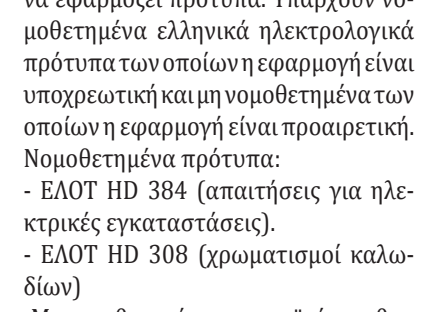 να εφαρμόζει πρότυπα. Υπάρχουν νο-
μοθετημένα ελληνικά ηλεκτρολογικά
πρότυπα των οποίων η εφαρμογή είναι
υποχρεωτική και μη νομοθετημένα των
οποίων η εφαρμογή είναι προαιρετική.
Νομοθετημένα πρότυπα:
- ΕΛΟΤ HD 384 (απαιτήσεις για ηλε-
κτρικές εγκαταστάσεις).
- ΕΛΟΤ HD 308 (χρωματισμοί καλω-
δίων)